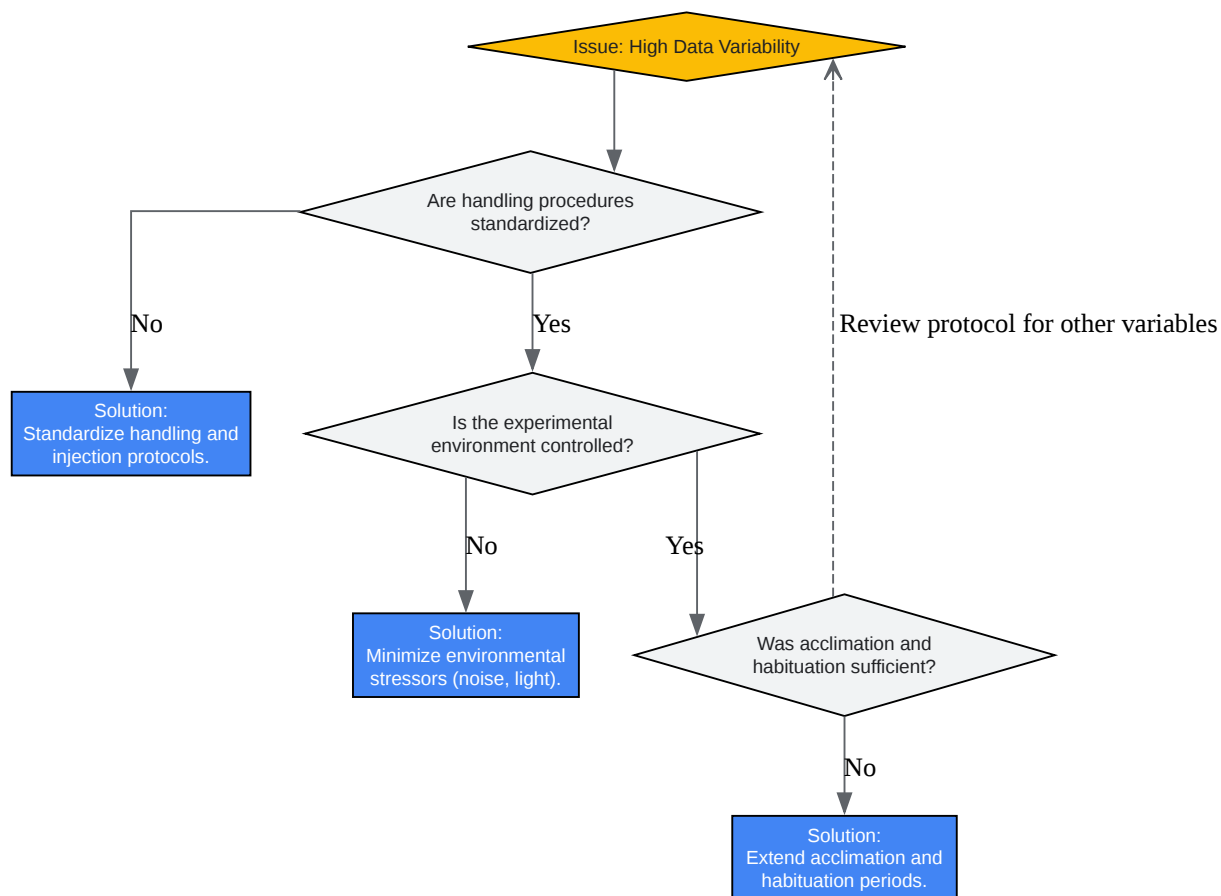 Issue: High Data Variability
Are handling procedures
standardized?
No
Yes
Review protocol for other variables
Solution:
Standardize handling and
injection protocols.
Is the experimental
environment controlled?
No
Yes
Solution:
Minimize environmental
stressors (noise, light).
Was acclimation and
habituation sufficient?
No
Solution:
Extend acclimation and
habituation periods.